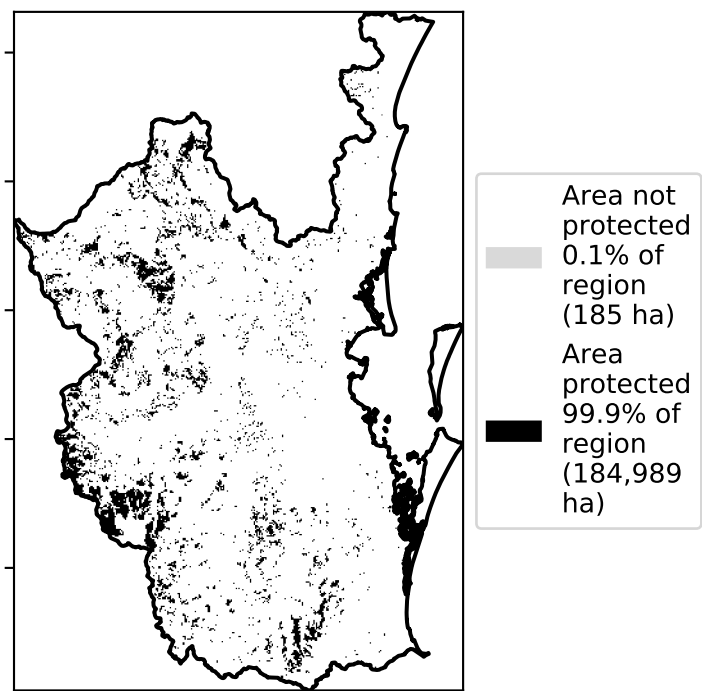 Area not
protected
0.1% of
region
(185 ha)
Area
protected
99.9% of
region
(184,989
ha)